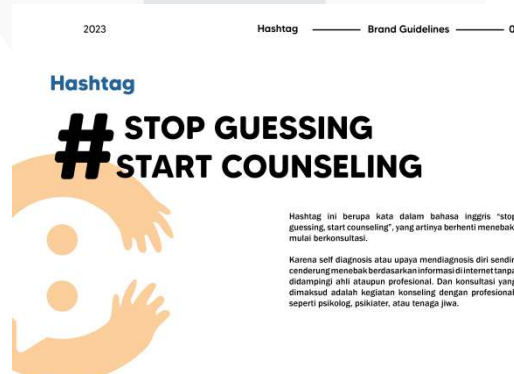 2023 Hashtag Brand Guidelines 0
Hashtag
# STOP GUESSING
START COUNSELING
Hashtag ini berupa kata dalam bahasa inggris “stop
guessing, start counseling”, yang artinya berhenti menebak
mulai berkonsultasi.
Karena self diagnosis atau upaya mendiagnosis diri sendir
cenderung menebak berdasarkan informasi di internet tanpa
didampingi ahli ataupun profesional. Dan konsultasi yang
dimaksud adalah kegiatan konseling dengan profesional
seperti psikolog, psikiater, atau tenaga jiwa.